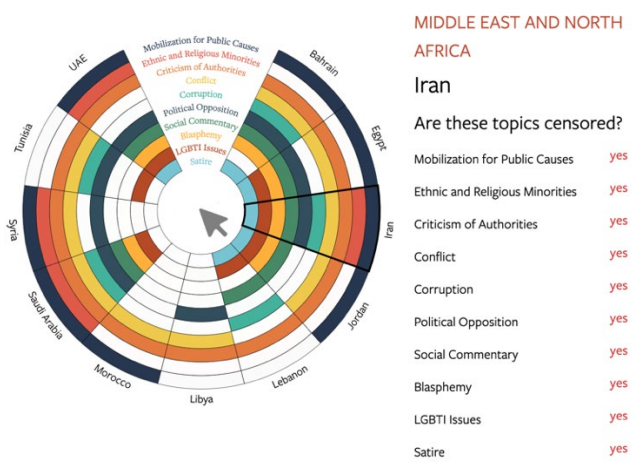 Mobilization for Public Causes
Ethnic and Religious Minorities
Criticism of Authorities
Conflict
Corruption
Political Opposition
Social Commentary
Blasphemy
LGBTI Issues
Satire
UAE
Tunisia
Syria
Saudi Arabia
Morocco
Libya
Lebanon
Jordan
Iran
Egypt
Bahrain
MIDDLE EAST AND NORTH
AFRICA
Iran
Are these topics censored?
Mobilization for Public Causes yes
Ethnic and Religious Minorities yes
Criticism of Authorities yes
Conflict yes
Corruption yes
Political Opposition yes
Social Commentary yes
Blasphemy yes
LGBTI Issues yes
Satire yes